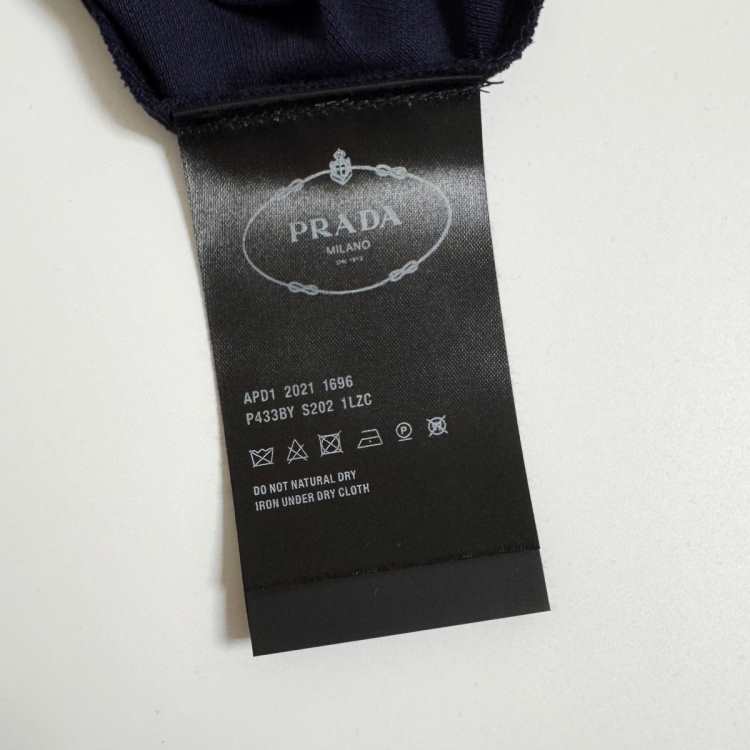 PRADA
MILANO
DAL 1913
APD1 2021 1696
P433BY S202 1LZC
DO NOT NATURAL DRY
IRON UNDER DRY CLOTH